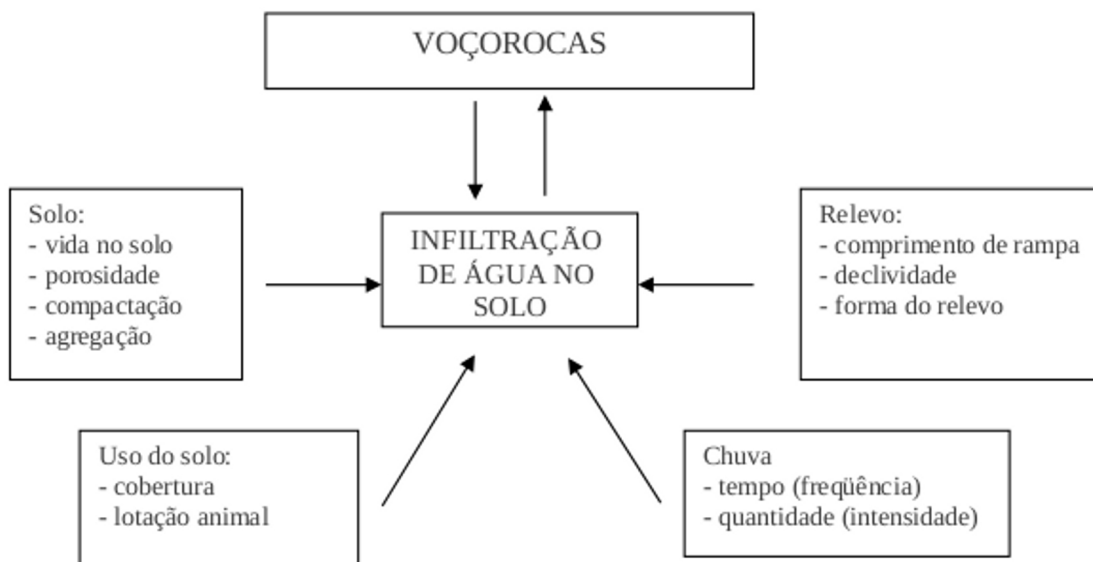 VOÇOROCAS
Solo:
- vida no solo
- porosidade
- compactação
- agregação
INFILTRAÇÃO
DE ÁGUA NO
SOLO
Relevo:
- comprimento de rampa
- declividade
- forma do relevo
Uso do solo:
- cobertura
- lotação animal
Chuva
- tempo (freqüência)
- quantidade (intensidade)